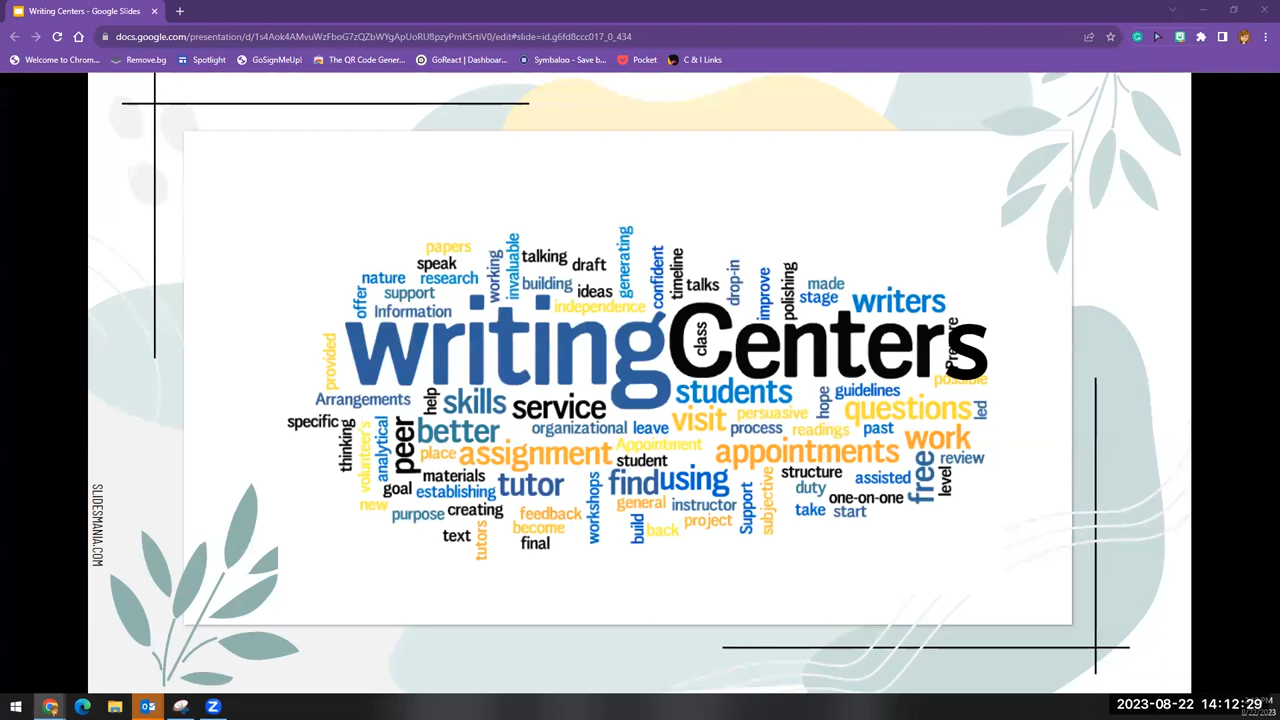 Writing Centers - Google Slides
docs.google.com/presentation/d/1s4Aok4AMvuWzFboG7zQZbWYgApUoRU8pzyPmK5rtiV0/edit#slide=id.g6fd8ccc017_0_434
Welcome to Chrom...
Remove.bg
Spotlight
GoSignMeUp!
The QR Code Gener...
GoReact | Dashboar...
Symbaloo - Save b...
Pocket
C & I Links
papers
speak
nature
research
offer
support
Information
working
invaluable
talking
draft
building
ideas
independence
generating
confident
timeline
talks
drop-in
improve
polishing
made
stage
writers
writing
Centers
class
possible
provided
Arrangements
help
skills
service
students
hope
guidelines
questions
led
specific
thinking
volunteer's
analytical
peer
better
organizational
leave
visit
persuasive
process
readings
past
work
place
assignment
Appointment
student
appointments
free
review
level
materials
goal
establishing
tutor
find
using
structure
assisted
duty
one-on-one
new
purpose
creating
feedback
become
workshops
general
instructor
Support
subjective
take
start
text
tutors
final
build
back
project
SLIDESMANIA.COM
2023-08-22 14:12:29